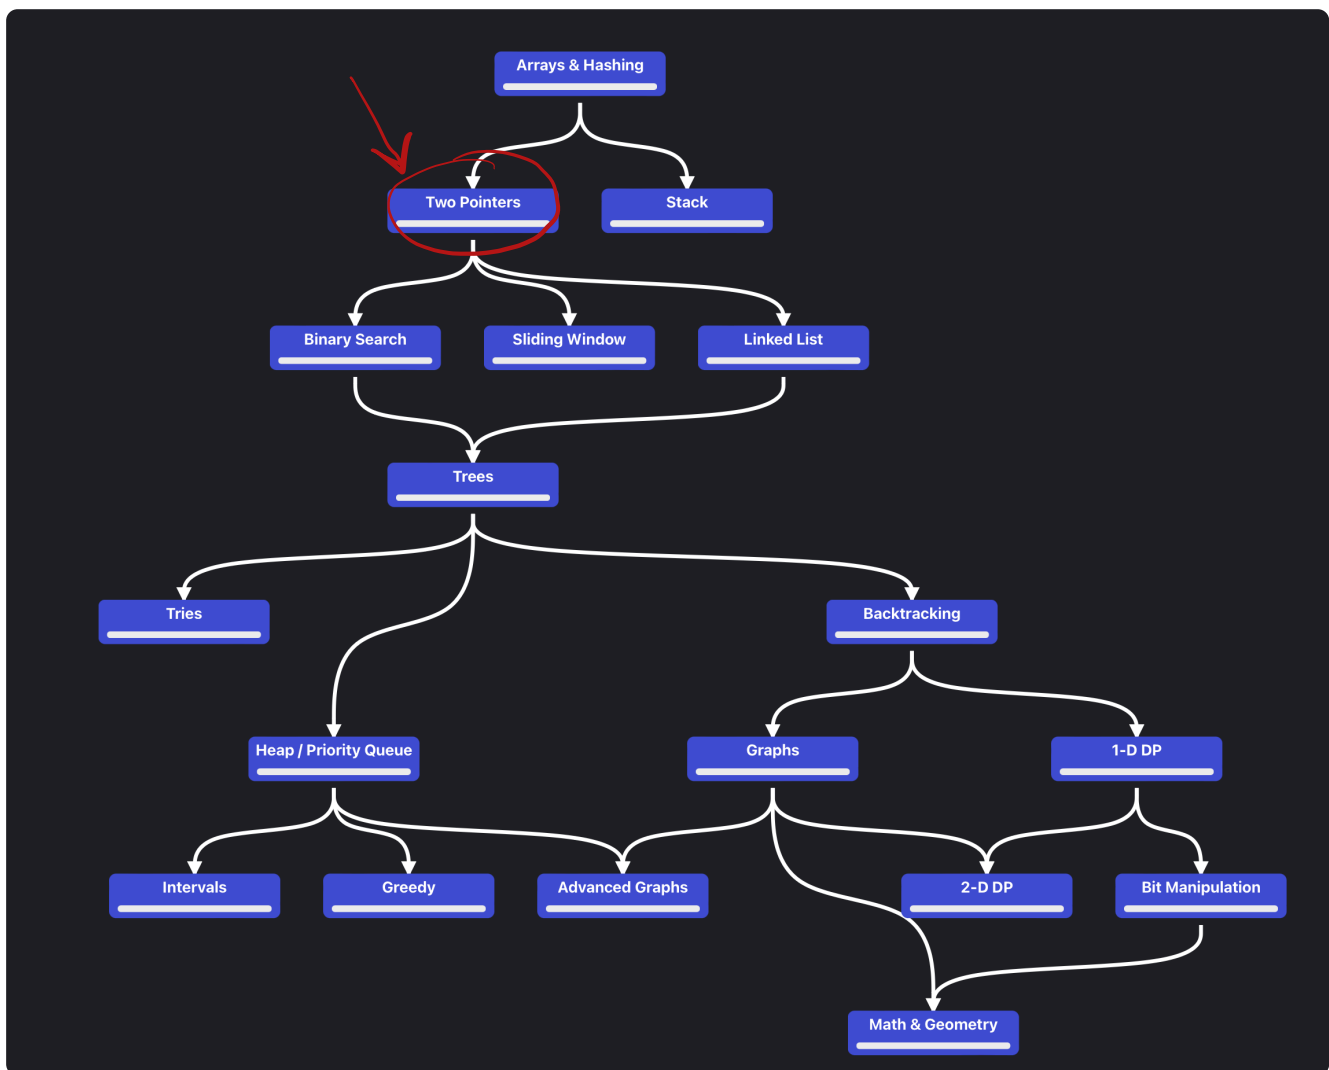 Arrays & Hashing
Two Pointers
Stack
Binary Search
Sliding Window
Linked List
Trees
Tries
Backtracking
Heap / Priority Queue
Graphs
1-D DP
Intervals
Greedy
Advanced Graphs
2-D DP
Bit Manipulation
Math & Geometry